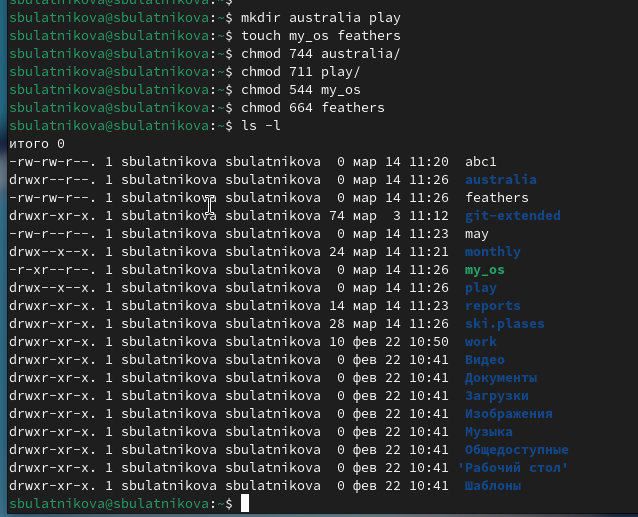 sbulatnikova@sbulatnikova:~$ mkdir australia play
sbulatnikova@sbulatnikova:~$ touch my_os feathers
sbulatnikova@sbulatnikova:~$ chmod 744 australia/
sbulatnikova@sbulatnikova:~$ chmod 711 play/
sbulatnikova@sbulatnikova:~$ chmod 544 my_os
sbulatnikova@sbulatnikova:~$ chmod 664 feathers
sbulatnikova@sbulatnikova:~$ ls -l
итого 0
-rw-rw-r--. 1 sbulatnikova sbulatnikova  0 мар 14 11:20  abc1
drwxr--r--. 1 sbulatnikova sbulatnikova  0 мар 14 11:26  australia
-rw-rw-r--. 1 sbulatnikova sbulatnikova  0 мар 14 11:26  feathers
drwxr-xr-x. 1 sbulatnikova sbulatnikova 74 мар  3 11:12  git-extended
-rw-r--r--. 1 sbulatnikova sbulatnikova  0 мар 14 11:23  may
drwx--x--x. 1 sbulatnikova sbulatnikova 24 мар 14 11:21  monthly
-r-xr--r--. 1 sbulatnikova sbulatnikova  0 мар 14 11:26  my_os
drwx--x--x. 1 sbulatnikova sbulatnikova  0 мар 14 11:26  play
drwxr-xr-x. 1 sbulatnikova sbulatnikova 14 мар 14 11:23  reports
drwxr-xr-x. 1 sbulatnikova sbulatnikova 28 мар 14 11:26  ski.plases
drwxr-xr-x. 1 sbulatnikova sbulatnikova 10 фев 22 10:50  work
drwxr-xr-x. 1 sbulatnikova sbulatnikova  0 фев 22 10:41  Видео
drwxr-xr-x. 1 sbulatnikova sbulatnikova  0 фев 22 10:41  Документы
drwxr-xr-x. 1 sbulatnikova sbulatnikova  0 фев 22 10:41  Загрузки
drwxr-xr-x. 1 sbulatnikova sbulatnikova  0 фев 22 10:41  Изображения
drwxr-xr-x. 1 sbulatnikova sbulatnikova  0 фев 22 10:41  Музыка
drwxr-xr-x. 1 sbulatnikova sbulatnikova  0 фев 22 10:41  Общедоступные
drwxr-xr-x. 1 sbulatnikova sbulatnikova  0 фев 22 10:41 'Рабочий стол'
drwxr-xr-x. 1 sbulatnikova sbulatnikova  0 фев 22 10:41  Шаблоны
sbulatnikova@sbulatnikova:~$